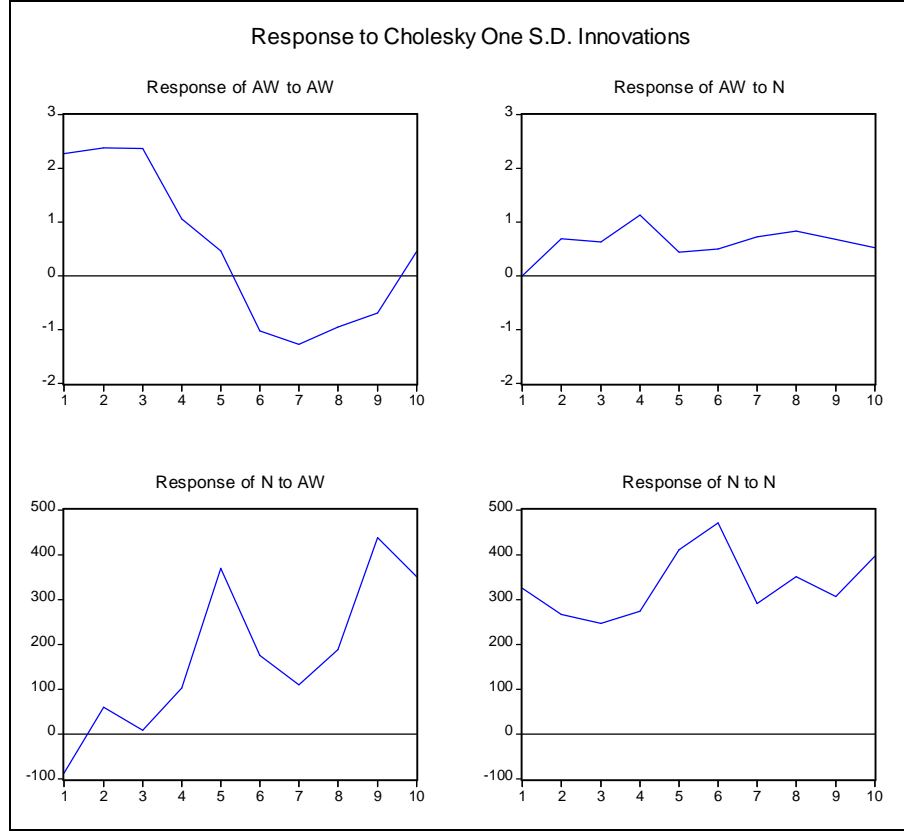 Response to Cholesky One S.D. Innovations
Response of AW to AW
3
2
1
0
-1
-2
1 2 3 4 5 6 7 8 9 10
Response of AW to N
3
2
1
0
-1
-2
1 2 3 4 5 6 7 8 9 10
Response of N to AW
500
400
300
200
100
0
-100
1 2 3 4 5 6 7 8 9 10
Response of N to N
500
400
300
200
100
0
-100
1 2 3 4 5 6 7 8 9 10